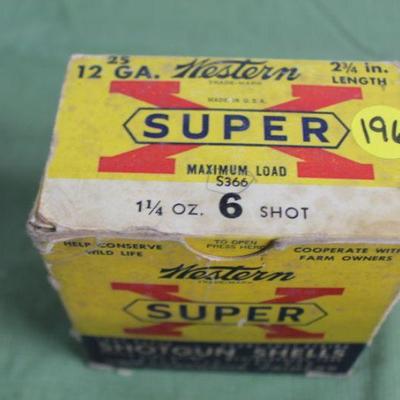 25
12 GA. Western 2¾ in.
TRADE-MARK LENGTH
MADE IN U.S.A.
SUPER X
196
MAXIMUM LOAD
S366
1¼ OZ. 6 SHOT
HELP CONSERVE TO OPEN COOPERATE WITH
WILD LIFE PRESS HERE FARM OWNERS
Western
TRADE-MARK
SUPER X
SHOTGUN SHELLS